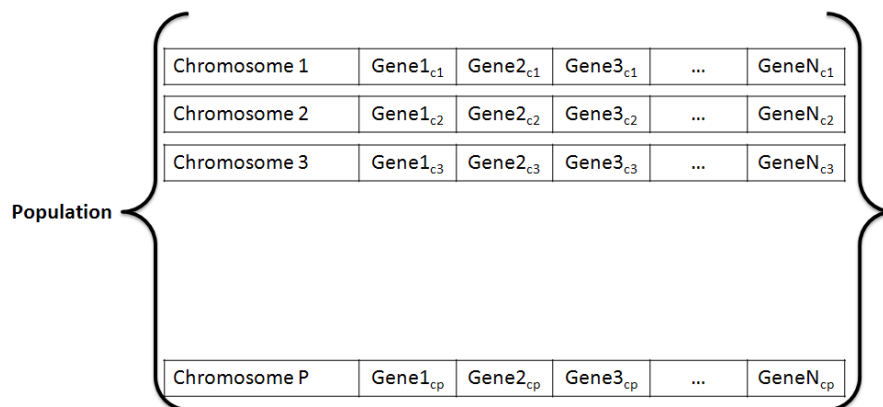 Chromosome 1 Gene1c1 Gene2c1 Gene3c1 ... GeneNc1
Chromosome 2 Gene1c2 Gene2c2 Gene3c2 ... GeneNc2
Chromosome 3 Gene1c3 Gene2c3 Gene3c3 ... GeneNc3
Population
Chromosome P Gene1cp Gene2cp Gene3cp ... GeneNcp